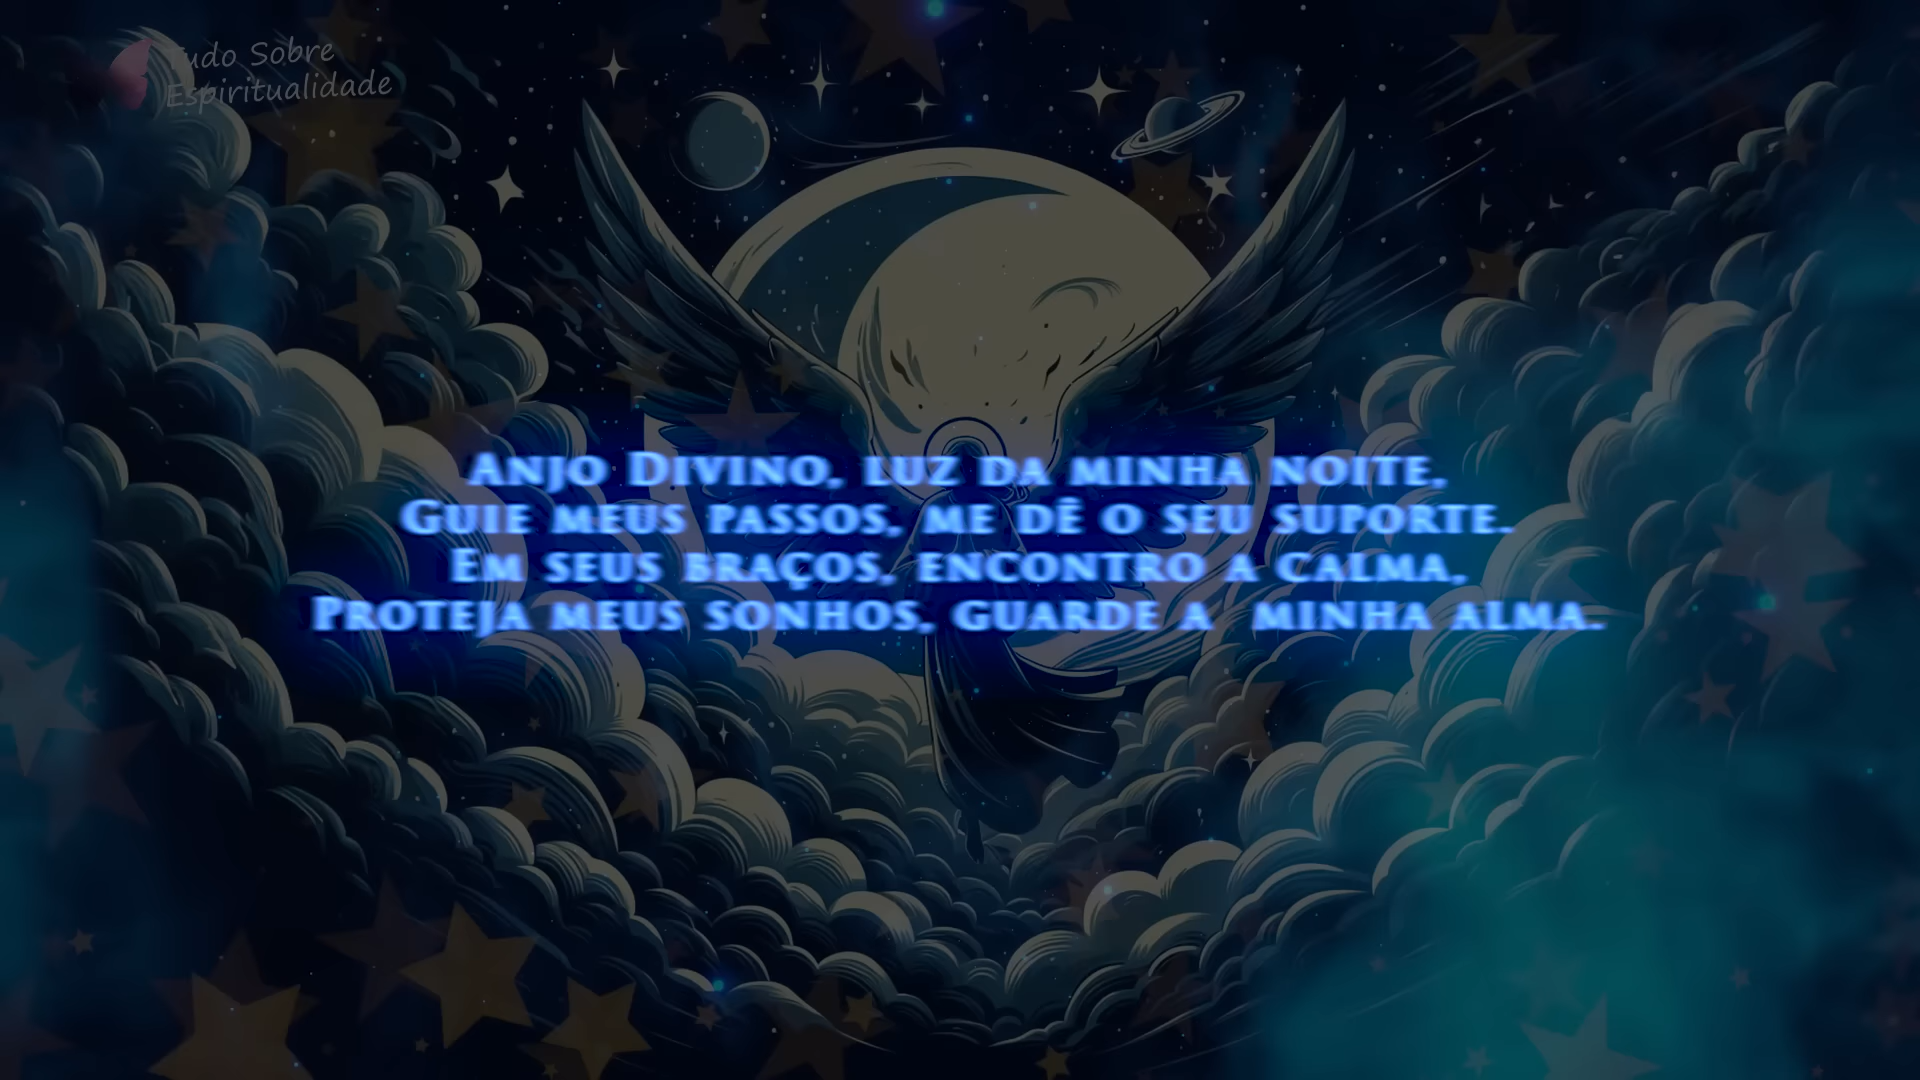 Tudo Sobre
Espiritualidade
Anjo Divino, luz da minha noite,
Guie meus passos, me dê o seu suporte.
Em seus braços, encontro a calma,
Proteja meus sonhos, guarde a minha alma.